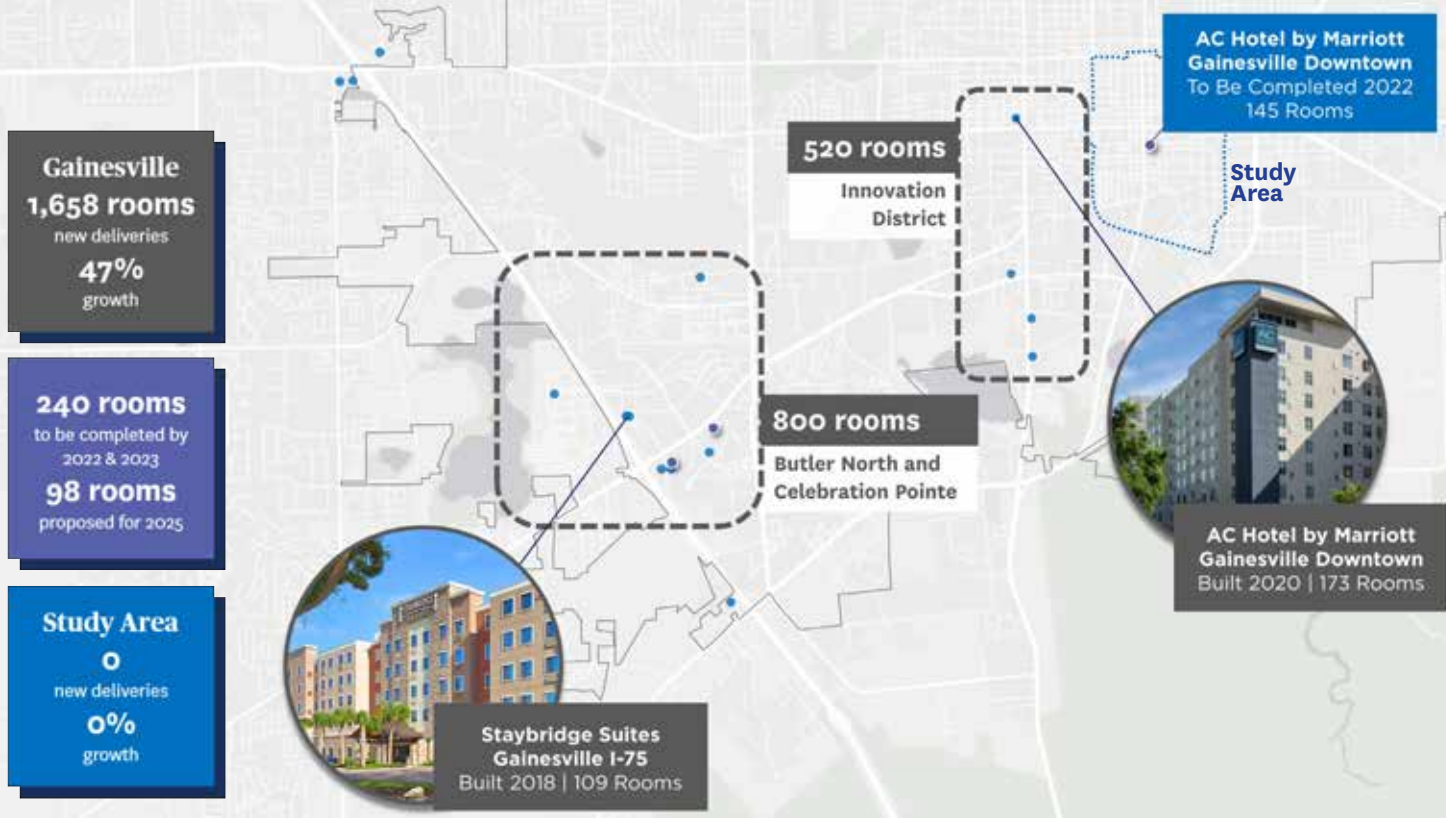 Gainesville
1,658 rooms
new deliveries
47%
growth
240 rooms
to be completed by
2022 & 2023
98 rooms
proposed for 2025
Study Area
0
new deliveries
0%
growth
520 rooms
Innovation
District
800 rooms
Butler North and
Celebration Pointe
AC Hotel by Marriott
Gainesville Downtown
To Be Completed 2022
145 Rooms
Study
Area
AC Hotel by Marriott
Gainesville Downtown
Built 2020 | 173 Rooms
Staybridge Suites
Gainesville I-75
Built 2018 | 109 Rooms